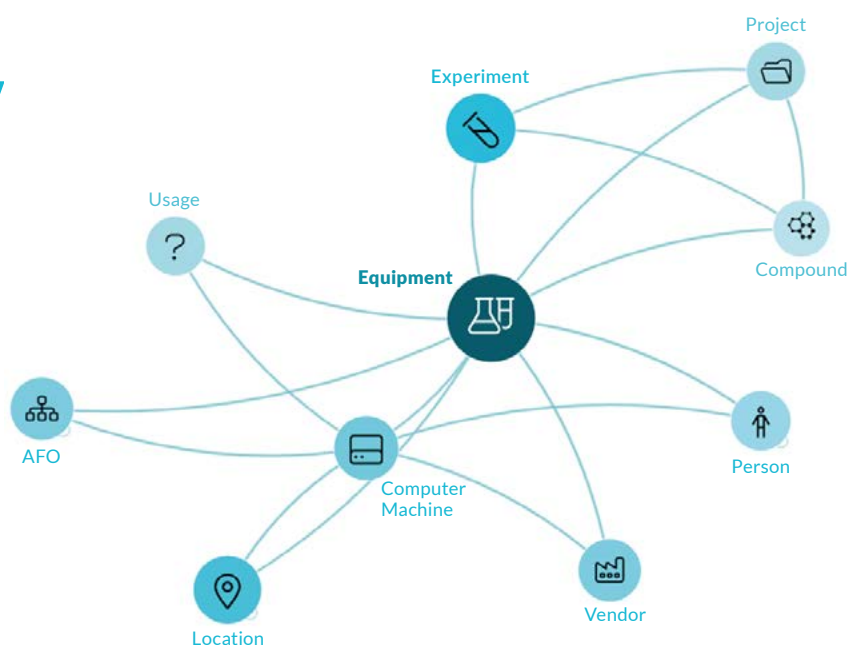 Project
Experiment
Usage
Compound
Equipment
AFO
Person
Computer
Machine
Vendor
Location